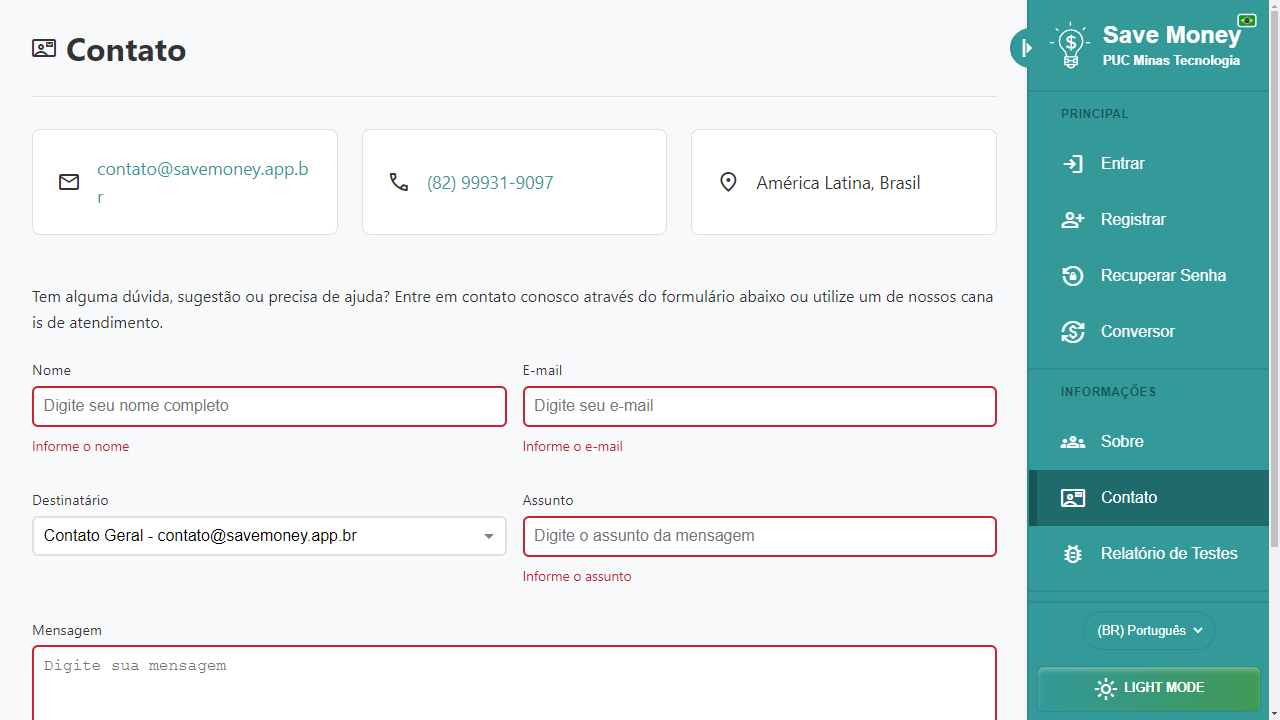 Contato
contato@savemoney.app.b
r
(82) 99931-9097
América Latina, Brasil
Tem alguma dúvida, sugestão ou precisa de ajuda? Entre em contato conosco através do formulário abaixo ou utilize um de nossos cana
is de atendimento.
Nome
Digite seu nome completo
Informe o nome
E-mail
Digite seu e-mail
Informe o e-mail
Destinatário
Contato Geral - contato@savemoney.app.br
Assunto
Digite o assunto da mensagem
Informe o assunto
Mensagem
Digite sua mensagem
Save Money
PUC Minas Tecnologia
PRINCIPAL
Entrar
Registrar
Recuperar Senha
Conversor
INFORMAÇÕES
Sobre
Contato
Relatório de Testes
(BR) Português
LIGHT MODE